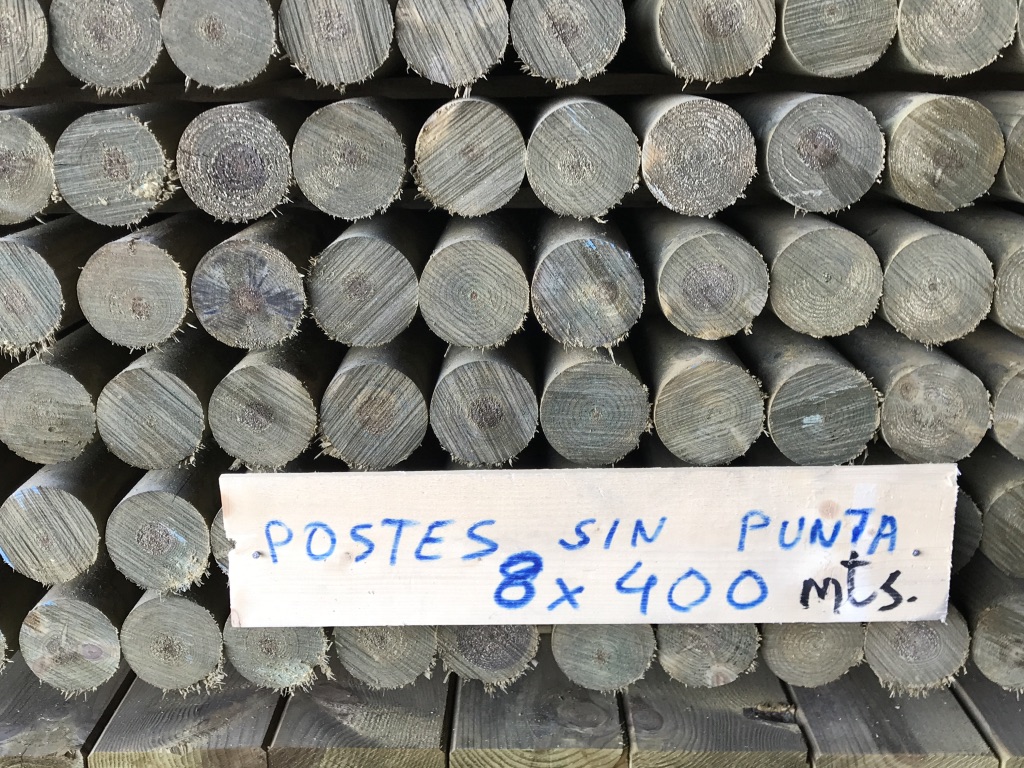 POSTES SIN PUNTA.
8x400 mts.